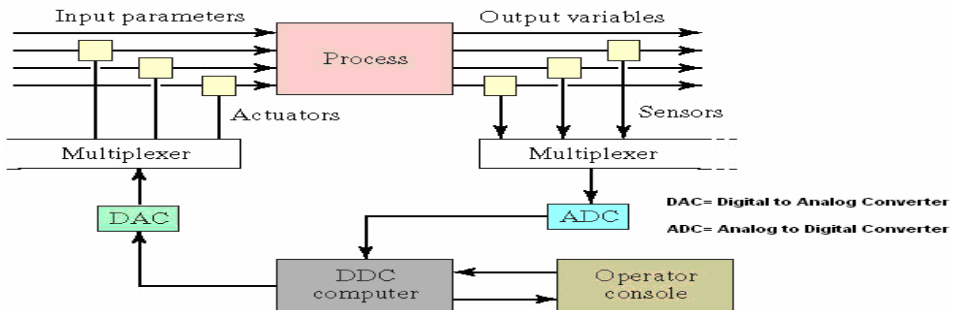 Input parameters
Output variables
Process
Actuators
Sensors
Multiplexer
Multiplexer
DAC
ADC
DAC= Digital to Analog Converter
ADC= Analog to Digital Converter
DDC
computer
Operator
console